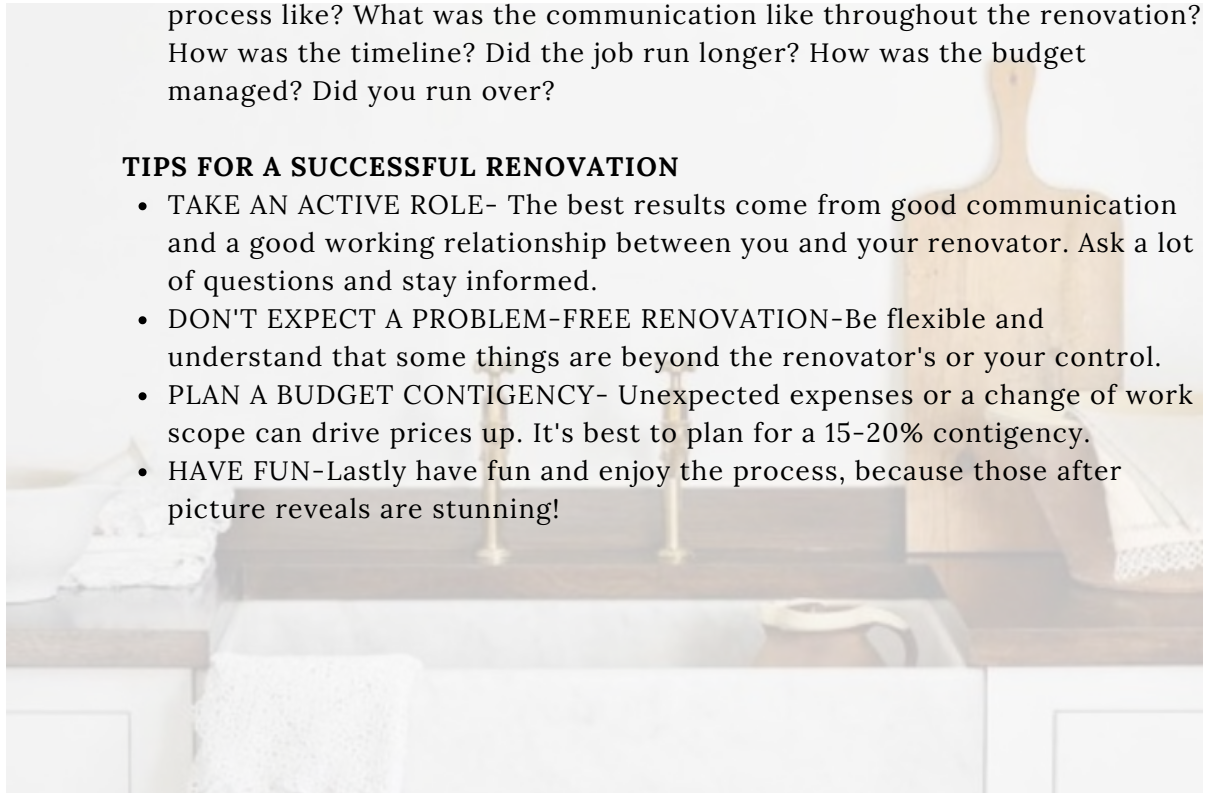 process like? What was the communication like throughout the renovation?
How was the timeline? Did the job run longer? How was the budget
managed? Did you run over?
TIPS FOR A SUCCESSFUL RENOVATION
• TAKE AN ACTIVE ROLE- The best results come from good communication
and a good working relationship between you and your renovator. Ask a lot
of questions and stay informed.
• DON'T EXPECT A PROBLEM-FREE RENOVATION-Be flexible and
understand that some things are beyond the renovator's or your control.
• PLAN A BUDGET CONTIGENCY- Unexpected expenses or a change of work
scope can drive prices up. It's best to plan for a 15-20% contigency.
• HAVE FUN-Lastly have fun and enjoy the process, because those after
picture reveals are stunning!